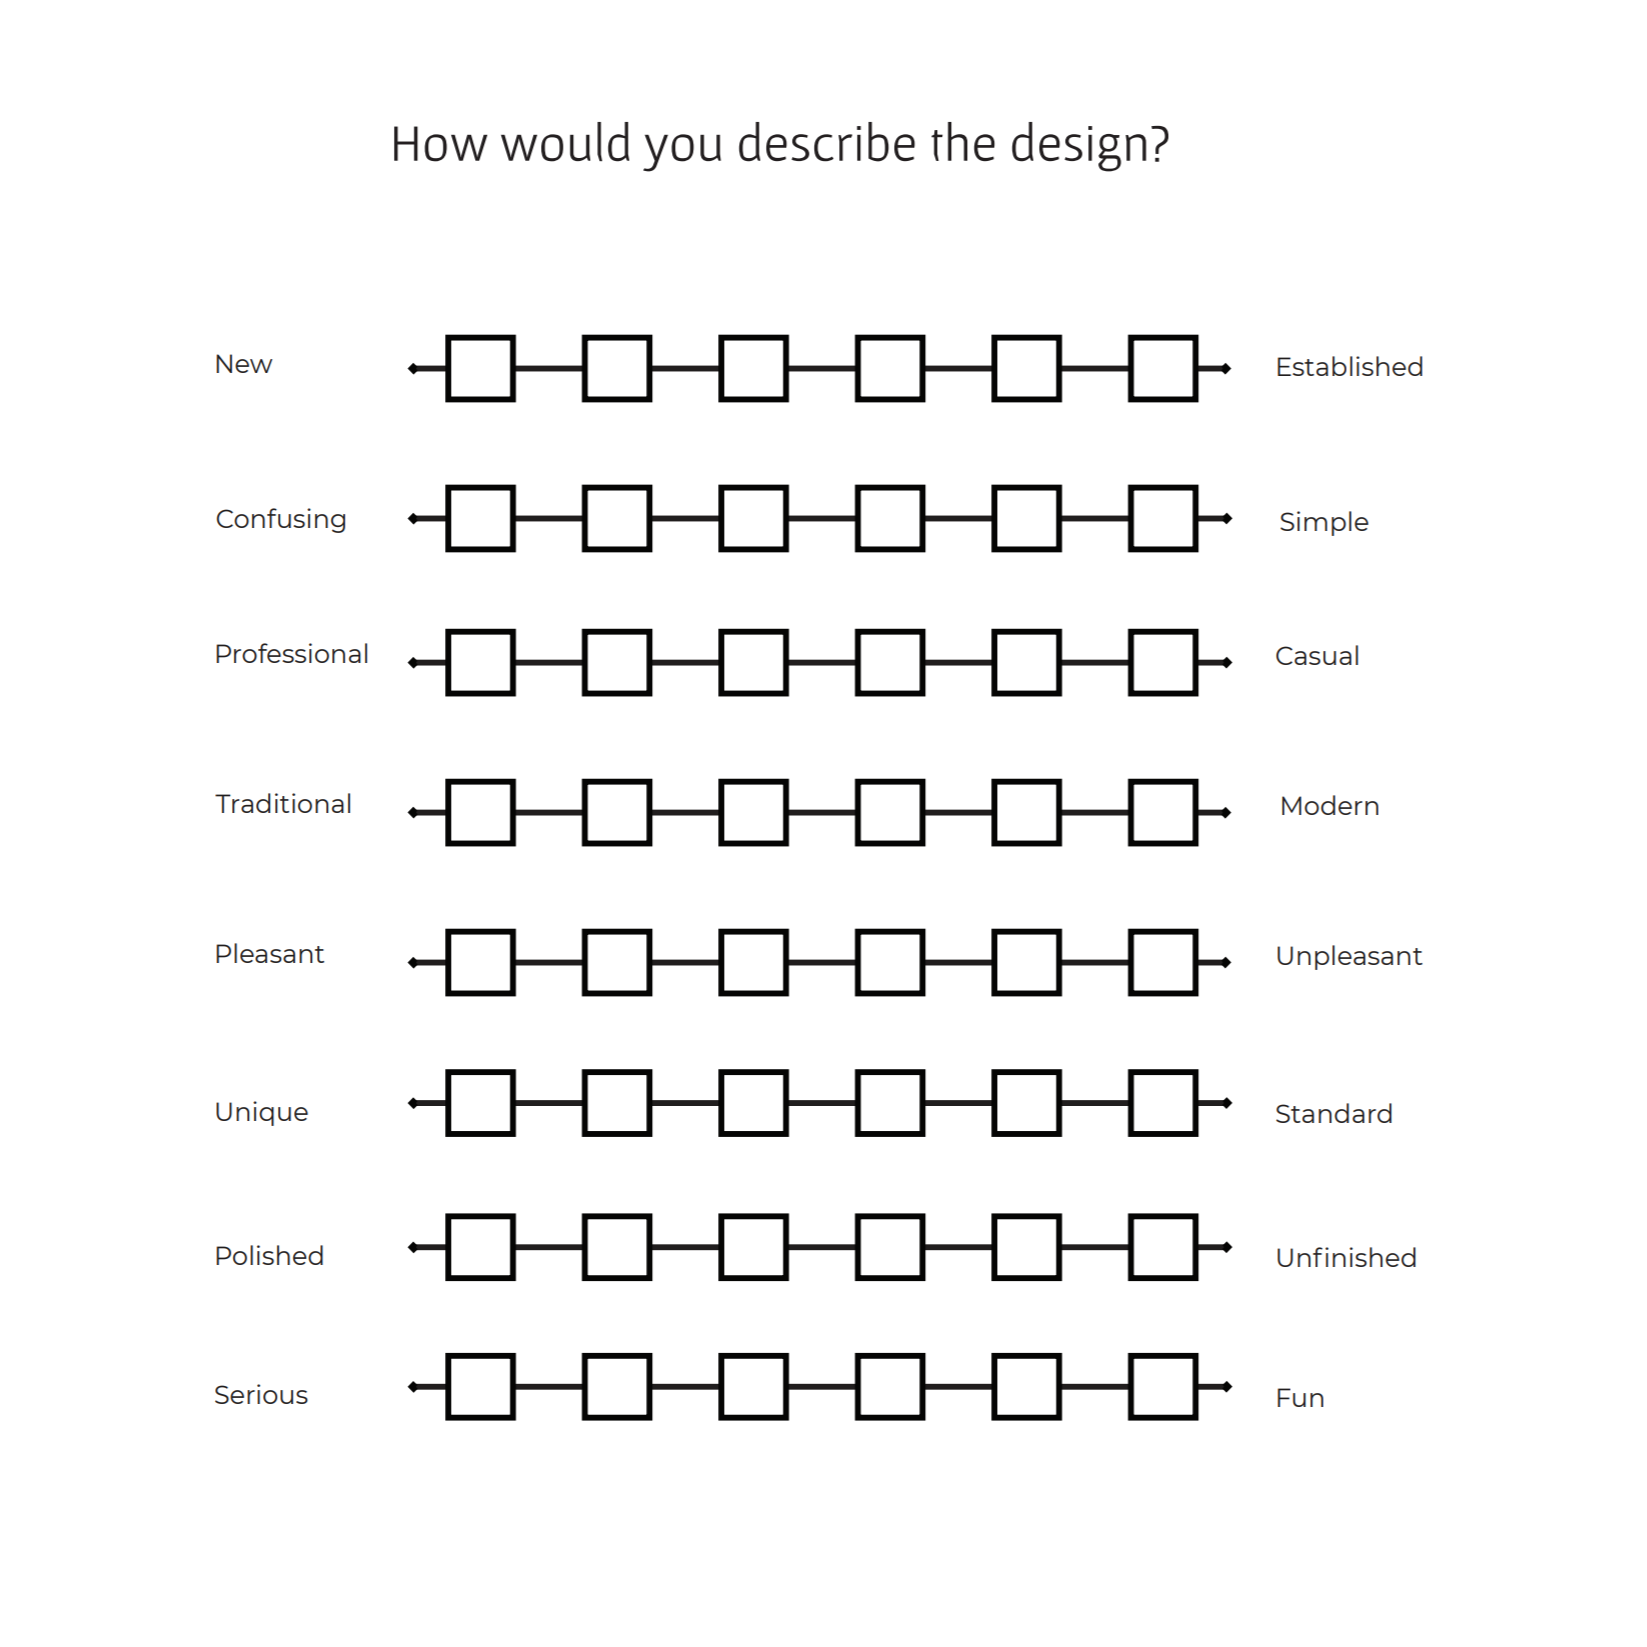 How would you describe the design?
New
Established
Confusing
Simple
Professional
Casual
Traditional
Modern
Pleasant
Unpleasant
Unique
Standard
Polished
Unfinished
Serious
Fun